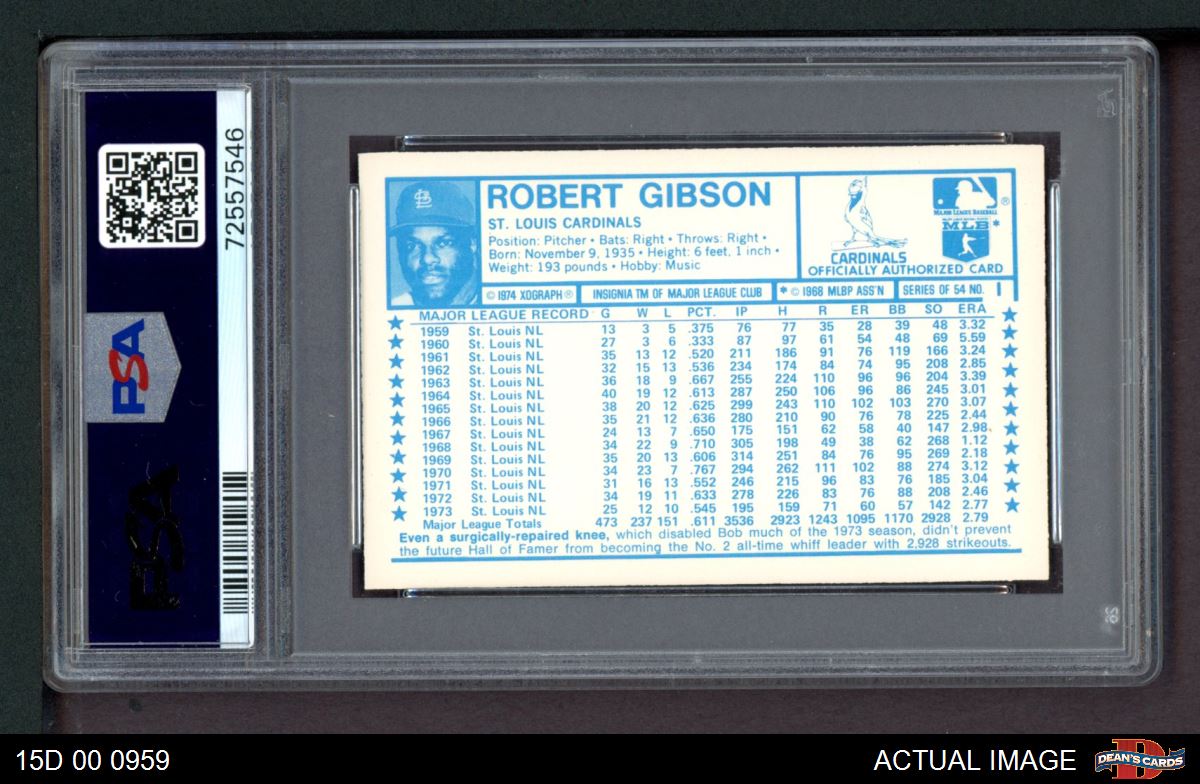 72557546
PSA
PSA
ROBERT GIBSON
ST. LOUIS CARDINALS
Position: Pitcher • Bats: Right • Throws: Right •
Born: November 9, 1935 • Height: 6 feet, 1 inch •
Weight: 193 pounds • Hobby: Music
CARDINALS
OFFICIALLY AUTHORIZED CARD
MAJOR LEAGUE BASEBALL ®
MLB*
© 1974 XOGRAPH® INSIGNIA TM OF MAJOR LEAGUE CLUB * © 1968 MLBP ASS'N SERIES OF 54 NO. 1
MAJOR LEAGUE RECORD G W L PCT. IP H R ER BB SO ERA
1959 St. Louis NL 13 3 5 .375 76 77 35 28 39 48 3.32
1960 St. Louis NL 27 3 6 .333 87 97 61 54 48 69 5.59
1961 St. Louis NL 35 13 12 .520 211 186 91 76 119 166 3.24
1962 St. Louis NL 32 15 13 .536 234 174 84 74 95 208 2.85
1963 St. Louis NL 36 18 9 .667 255 224 110 96 96 204 3.39
1964 St. Louis NL 40 19 12 .613 287 250 106 96 86 245 3.01
1965 St. Louis NL 38 20 12 .625 299 243 110 102 103 270 3.07
1966 St. Louis NL 35 21 12 .636 280 210 90 76 78 225 2.44
1967 St. Louis NL 24 13 7 .650 175 151 62 58 40 147 2.98
1968 St. Louis NL 34 22 9 .710 305 198 49 38 62 268 1.12
1969 St. Louis NL 35 20 13 .606 314 251 84 76 95 269 2.18
1970 St. Louis NL 34 23 7 .767 294 262 111 102 88 274 3.12
1971 St. Louis NL 31 16 13 .552 246 215 96 83 76 185 3.04
1972 St. Louis NL 34 19 11 .633 278 226 83 76 88 208 2.46
1973 St. Louis NL 25 12 10 .545 195 159 71 60 57 142 2.77
Major League Totals 473 237 151 .611 3536 2923 1243 1095 1170 2928 2.79
Even a surgically-repaired knee, which disabled Bob much of the 1973 season, didn't prevent
the future Hall of Famer from becoming the No. 2 all-time whiff leader with 2,928 strikeouts.
15D 00 0959
ACTUAL IMAGE
DEAN'S CARDS